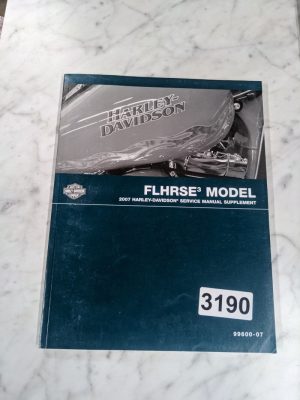 HARLEY-
DAVIDSON
FLHRSE³ MODEL
2007 HARLEY-DAVIDSON® SERVICE MANUAL SUPPLEMENT
3190
99600-07